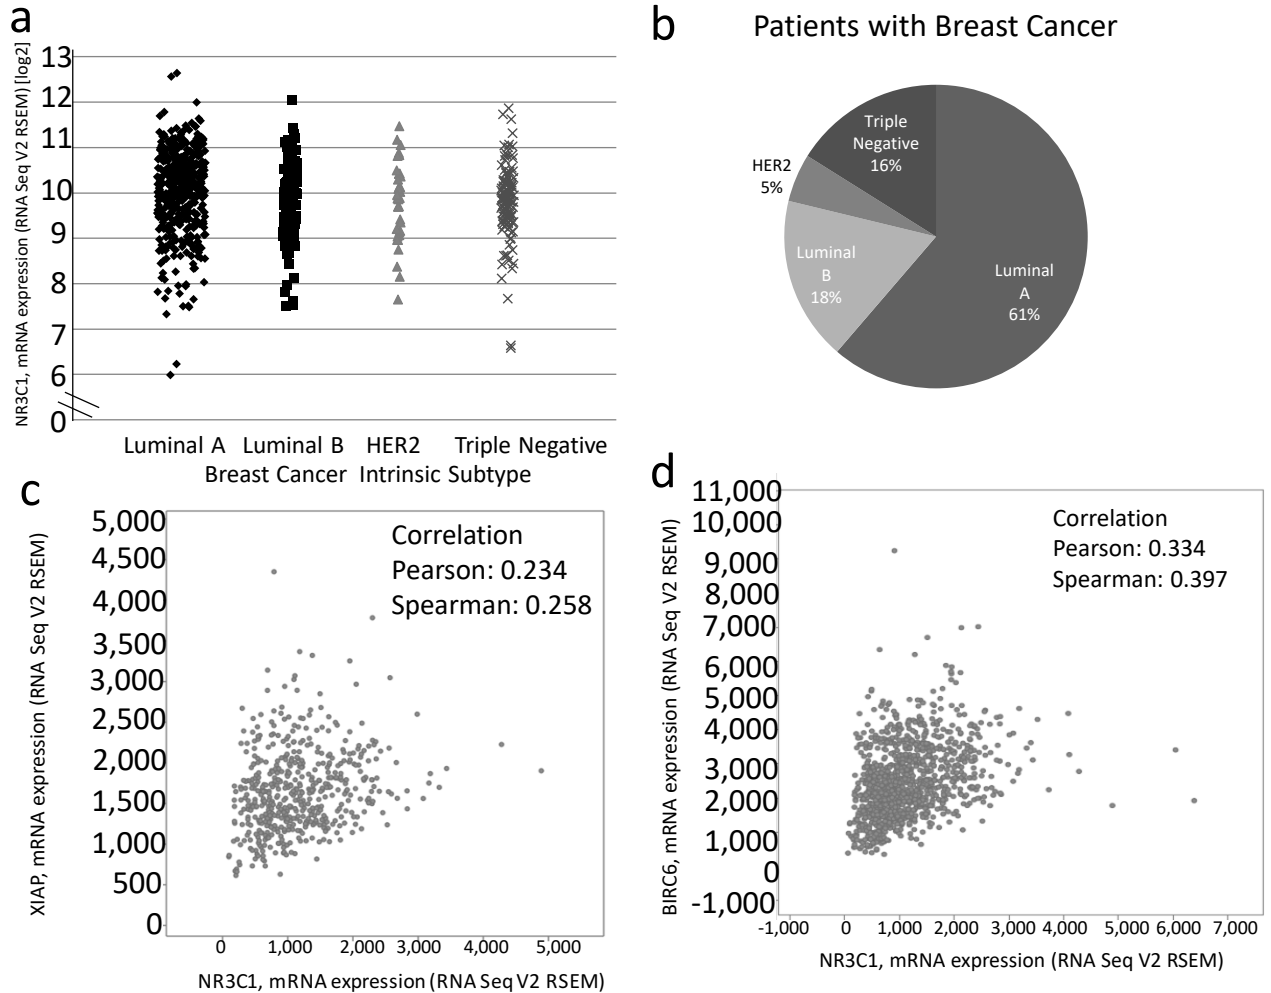 a
NR3C1, mRNA expression (RNA Seq V2 RSEM) [log2]
13
12
11
10
9
8
7
6
0
Luminal A Luminal B HER2 Triple Negative
Breast Cancer Intrinsic Subtype
b
Patients with Breast Cancer
Triple
Negative
16%
HER2
5%
Luminal
B
18%
Luminal
A
61%
c
XIAP, mRNA expression (RNA Seq V2 RSEM)
5,000
4,500
4,000
3,500
3,000
2,500
2,000
1,500
1,000
500
0
Correlation
Pearson: 0.234
Spearman: 0.258
0 1,000 2,000 3,000 4,000 5,000
NR3C1, mRNA expression (RNA Seq V2 RSEM)
d
BIRC6, mRNA expression (RNA Seq V2 RSEM)
11,000
10,000
9,000
8,000
7,000
6,000
5,000
4,000
3,000
2,000
1,000
0
-1,000
Correlation
Pearson: 0.334
Spearman: 0.397
-1,000 0 1,000 2,000 3,000 4,000 5,000 6,000 7,000
NR3C1, mRNA expression (RNA Seq V2 RSEM)